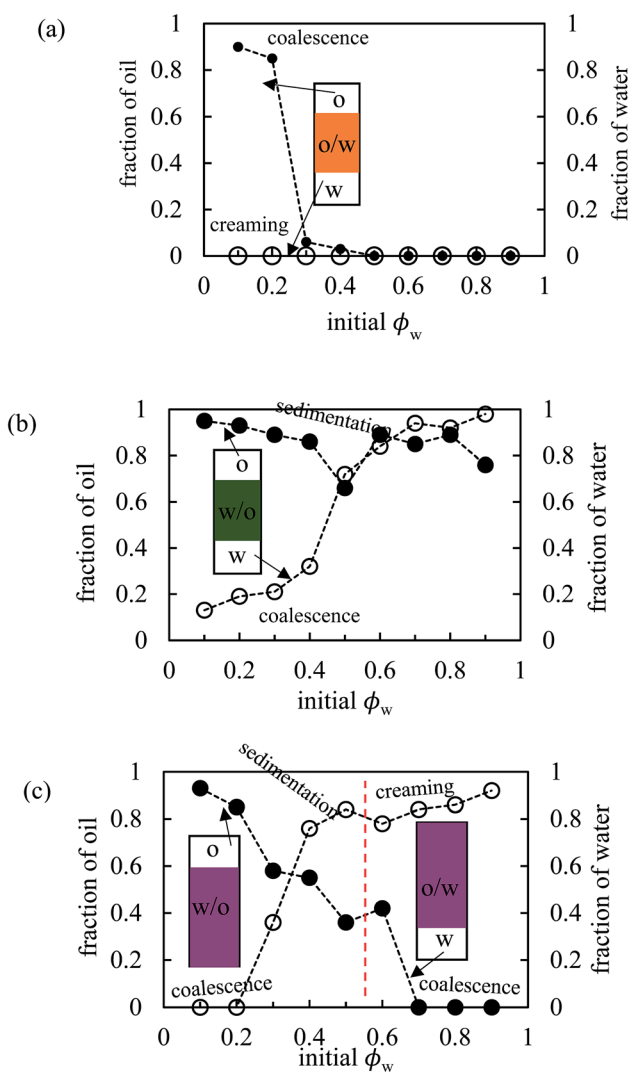 (a)
coalescence
creaming
o
o/w
w
1
0.8
0.6
0.4
0.2
0
1
0.8
0.6
0.4
0.2
0
0
0.2
0.4
0.6
0.8
1
fraction of oil
fraction of water
initial ϕw
(b)
sedimentation
coalescence
o
w/o
w
1
0.8
0.6
0.4
0.2
0
1
0.8
0.6
0.4
0.2
0
0
0.2
0.4
0.6
0.8
1
fraction of oil
fraction of water
initial ϕw
(c)
sedimentation
creaming
o
w/o
o/w
w
coalescence
coalescence
1
0.8
0.6
0.4
0.2
0
1
0.8
0.6
0.4
0.2
0
0
0.2
0.4
0.6
0.8
1
fraction of oil
fraction of water
initial ϕw